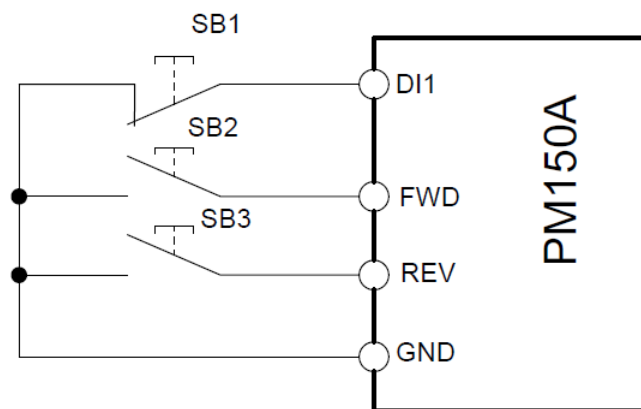 SB1
DI1
SB2
FWD
SB3
REV
GND
PM150A